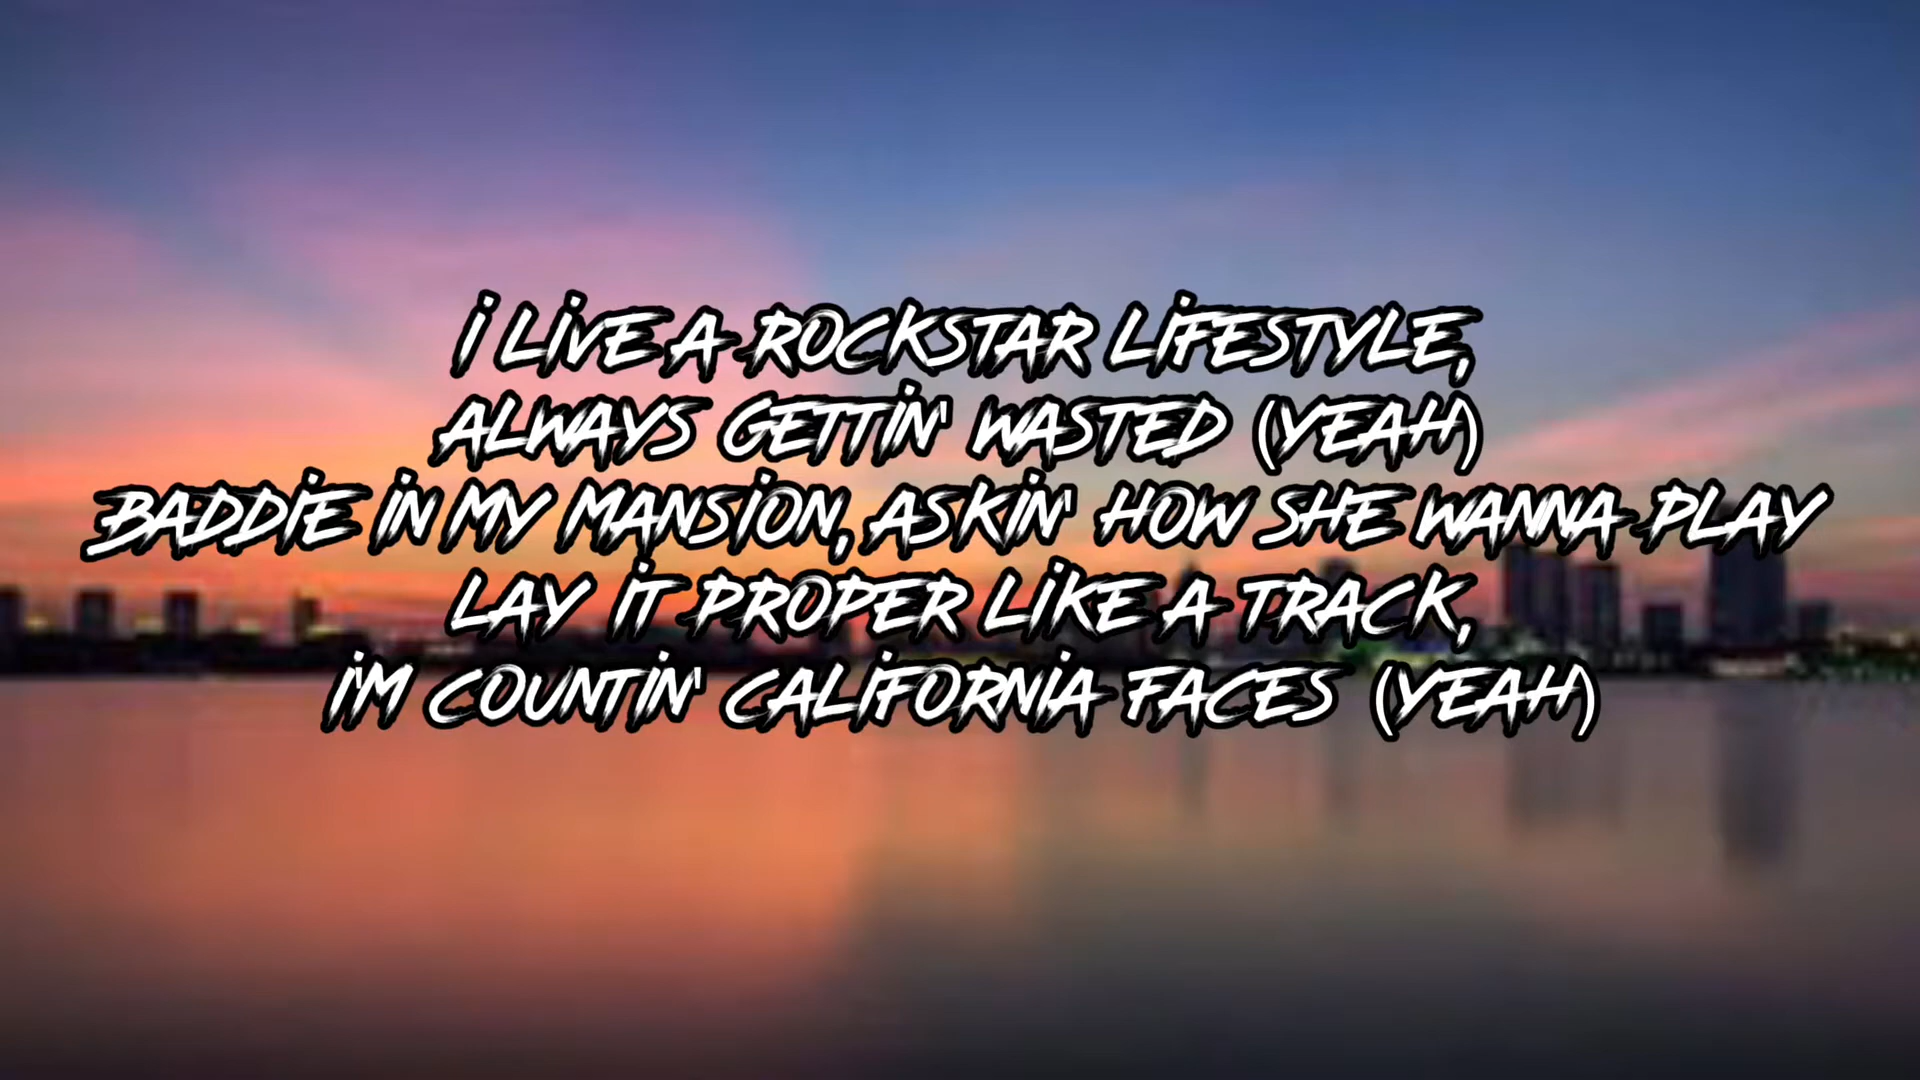 I LIVE A ROCKSTAR LIFESTYLE,
ALWAYS GETTIN' WASTED (YEAH)
BADDIE IN MY MANSION, ASKIN' HOW SHE WANNA PLAY
LAY IT PROPER LIKE A TRACK,
I'M COUNTIN' CALIFORNIA FACES (YEAH)